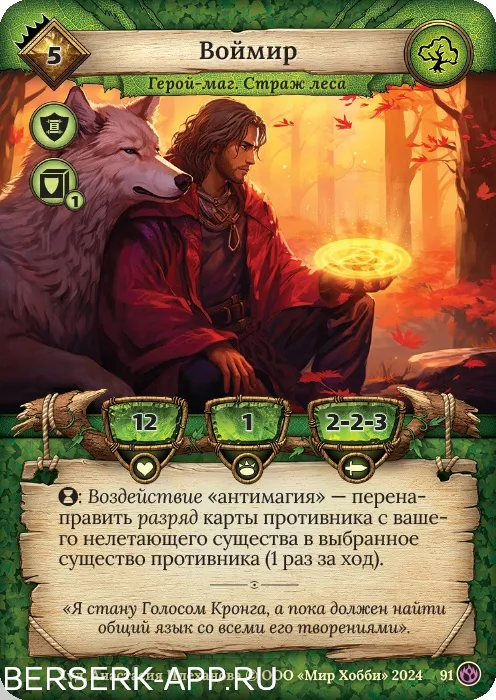 5
Воймир
Герой-маг. Страж леса
1
12
1
2-2-3
: Воздействие «антимагия» — перена-
править разряд карты противника с ваше-
го нелетающего существа в выбранное
существо противника (1 раз за ход).
«Я стану Голосом Кронга, а пока должен найти
общий язык со всеми его творениями».
© ООО «Мир Хобби» 2024 91
BERSERK-APP.RU